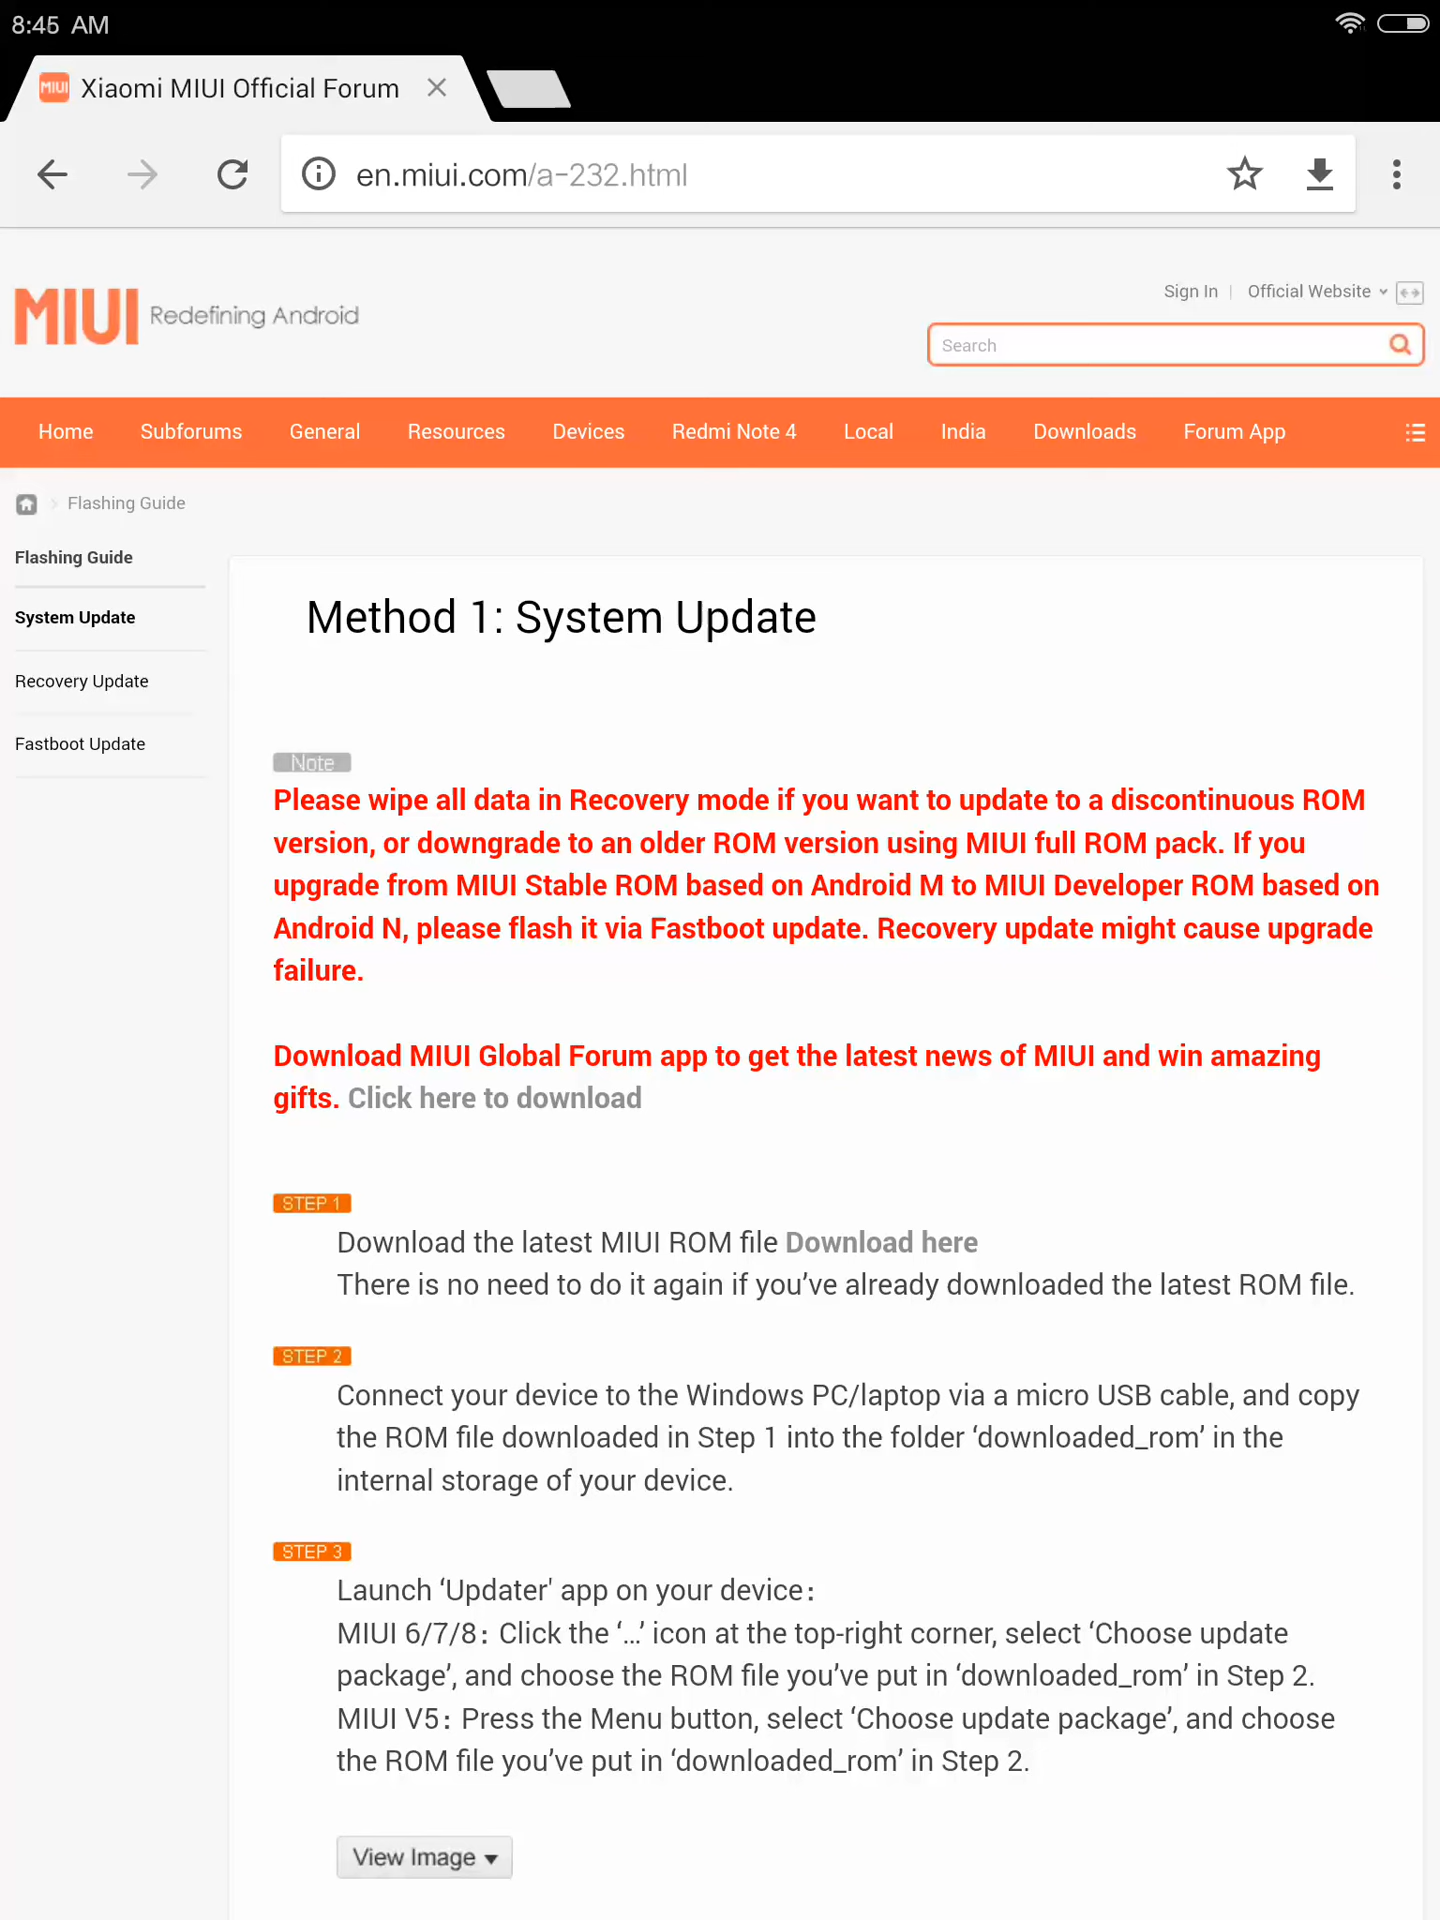 8:45 AM
MIUI Xiaomi MIUI Official Forum
en.miui.com/a-232.html
Sign In | Official Website
MIUI Redefining Android
Search
Home Subforums General Resources Devices Redmi Note 4 Local India Downloads Forum App
Flashing Guide
Flashing Guide
System Update
Recovery Update
Fastboot Update
Method 1: System Update
Note
Please wipe all data in Recovery mode if you want to update to a discontinuous ROM
version, or downgrade to an older ROM version using MIUI full ROM pack. If you
upgrade from MIUI Stable ROM based on Android M to MIUI Developer ROM based on
Android N, please flash it via Fastboot update. Recovery update might cause upgrade
failure.
Download MIUI Global Forum app to get the latest news of MIUI and win amazing
gifts. Click here to download
STEP 1
Download the latest MIUI ROM file Download here
There is no need to do it again if you’ve already downloaded the latest ROM file.
STEP 2
Connect your device to the Windows PC/laptop via a micro USB cable, and copy
the ROM file downloaded in Step 1 into the folder ‘downloaded_rom’ in the
internal storage of your device.
STEP 3
Launch ‘Updater' app on your device：
MIUI 6/7/8：Click the ‘…’ icon at the top-right corner, select ‘Choose update
package’, and choose the ROM file you’ve put in ‘downloaded_rom’ in Step 2.
MIUI V5：Press the Menu button, select ‘Choose update package’, and choose
the ROM file you’ve put in ‘downloaded_rom’ in Step 2.
View Image